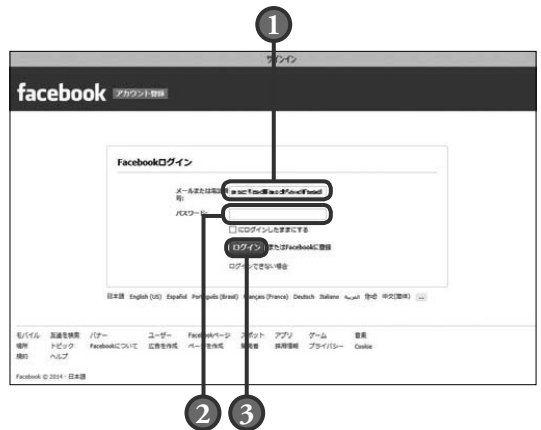 1
サインイン
facebook アカウント登録
Facebookログイン
メールまたは電話番
号:
パスワード:
にログインしたままにする
ログイン またはFacebookに登録
ログインできない場合
日本語 English (US) Español Português (Brasil) Français (France) Deutsch Italiano العربية हिन्दी 中文(简体) ...
モバイル 友達を検索 バナー ユーザー Facebookページ スポット アプリ ゲーム 音楽
場所 トピック Facebookについて 広告を作成 ページを作成 開発者 採用情報 プライバシー Cookie
規約 ヘルプ
Facebook © 2014 · 日本語
2 3